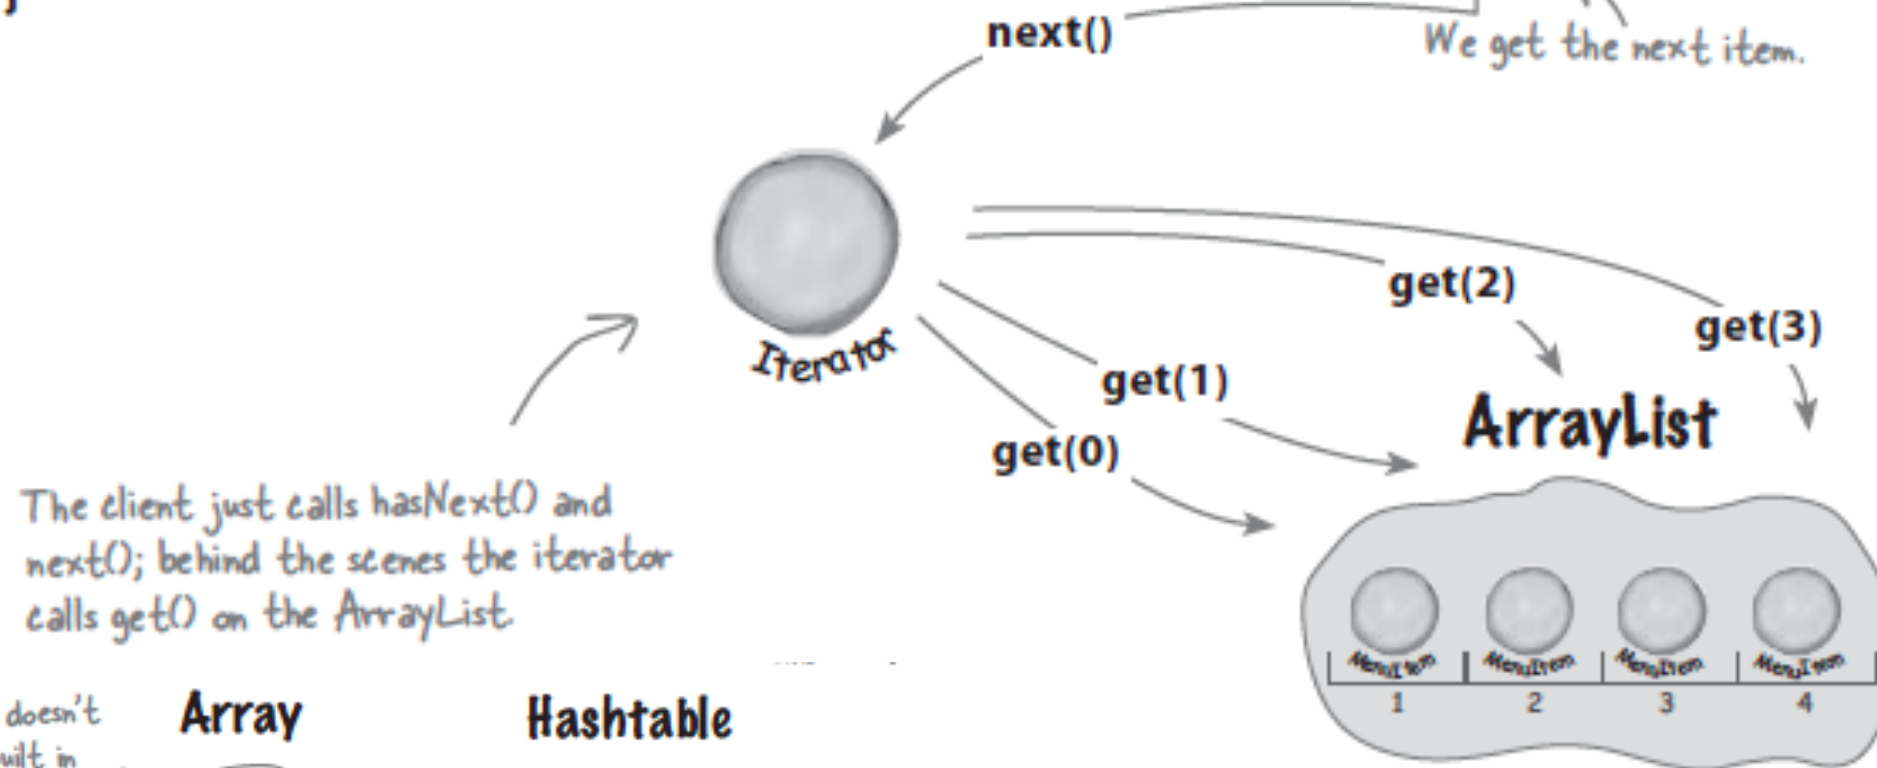 next()
We get the next item.
get(2)
get(3)
Iterator
get(1)
ArrayList
get(0)
The client just calls hasNext() and
next(); behind the scenes the iterator
calls get() on the ArrayList.
MenuItem MenuItem MenuItem MenuItem
1 2 3 4
doesn't
Array
Hashtable
in